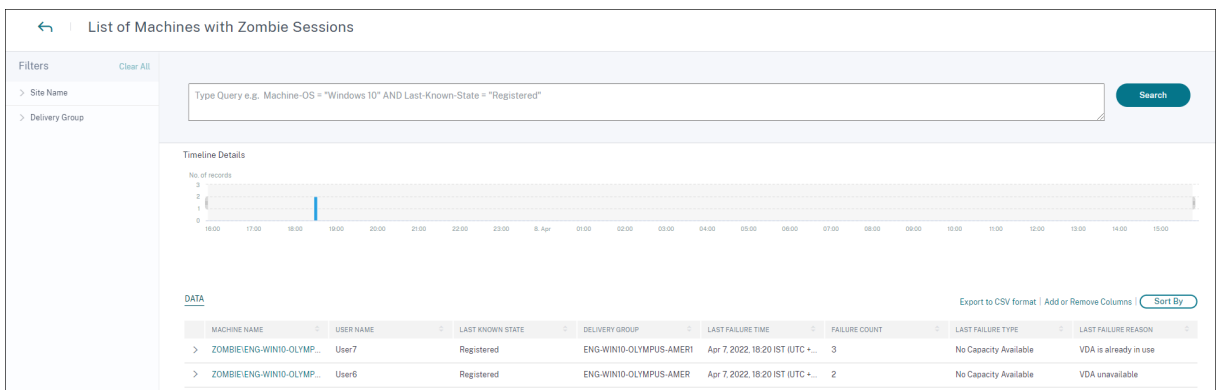 List of Machines with Zombie Sessions
Filters Clear All
Site Name
Delivery Group
Type Query e.g. Machine-OS = "Windows 10" AND Last-Known-State = "Registered"
Search
Timeline Details
No. of records
3
2
1
0
16:00 17:00 18:00 19:00 20:00 21:00 22:00 23:00 8. Apr 01:00 02:00 03:00 04:00 05:00 06:00 07:00 08:00 09:00 10:00 11:00 12:00 13:00 14:00 15:00
DATA
Export to CSV format | Add or Remove Columns | Sort By
MACHINE NAME USER NAME LAST KNOWN STATE DELIVERY GROUP LAST FAILURE TIME FAILURE COUNT LAST FAILURE TYPE LAST FAILURE REASON
ZOMBIE\ENG-WIN10-OLYMP... User7 Registered ENG-WIN10-OLYMPUS-AMER1 Apr 7, 2022, 18:20 IST (UTC +... 3 No Capacity Available VDA is already in use
ZOMBIE\ENG-WIN10-OLYMP... User6 Registered ENG-WIN10-OLYMPUS-AMER Apr 7, 2022, 18:20 IST (UTC +... 2 No Capacity Available VDA unavailable